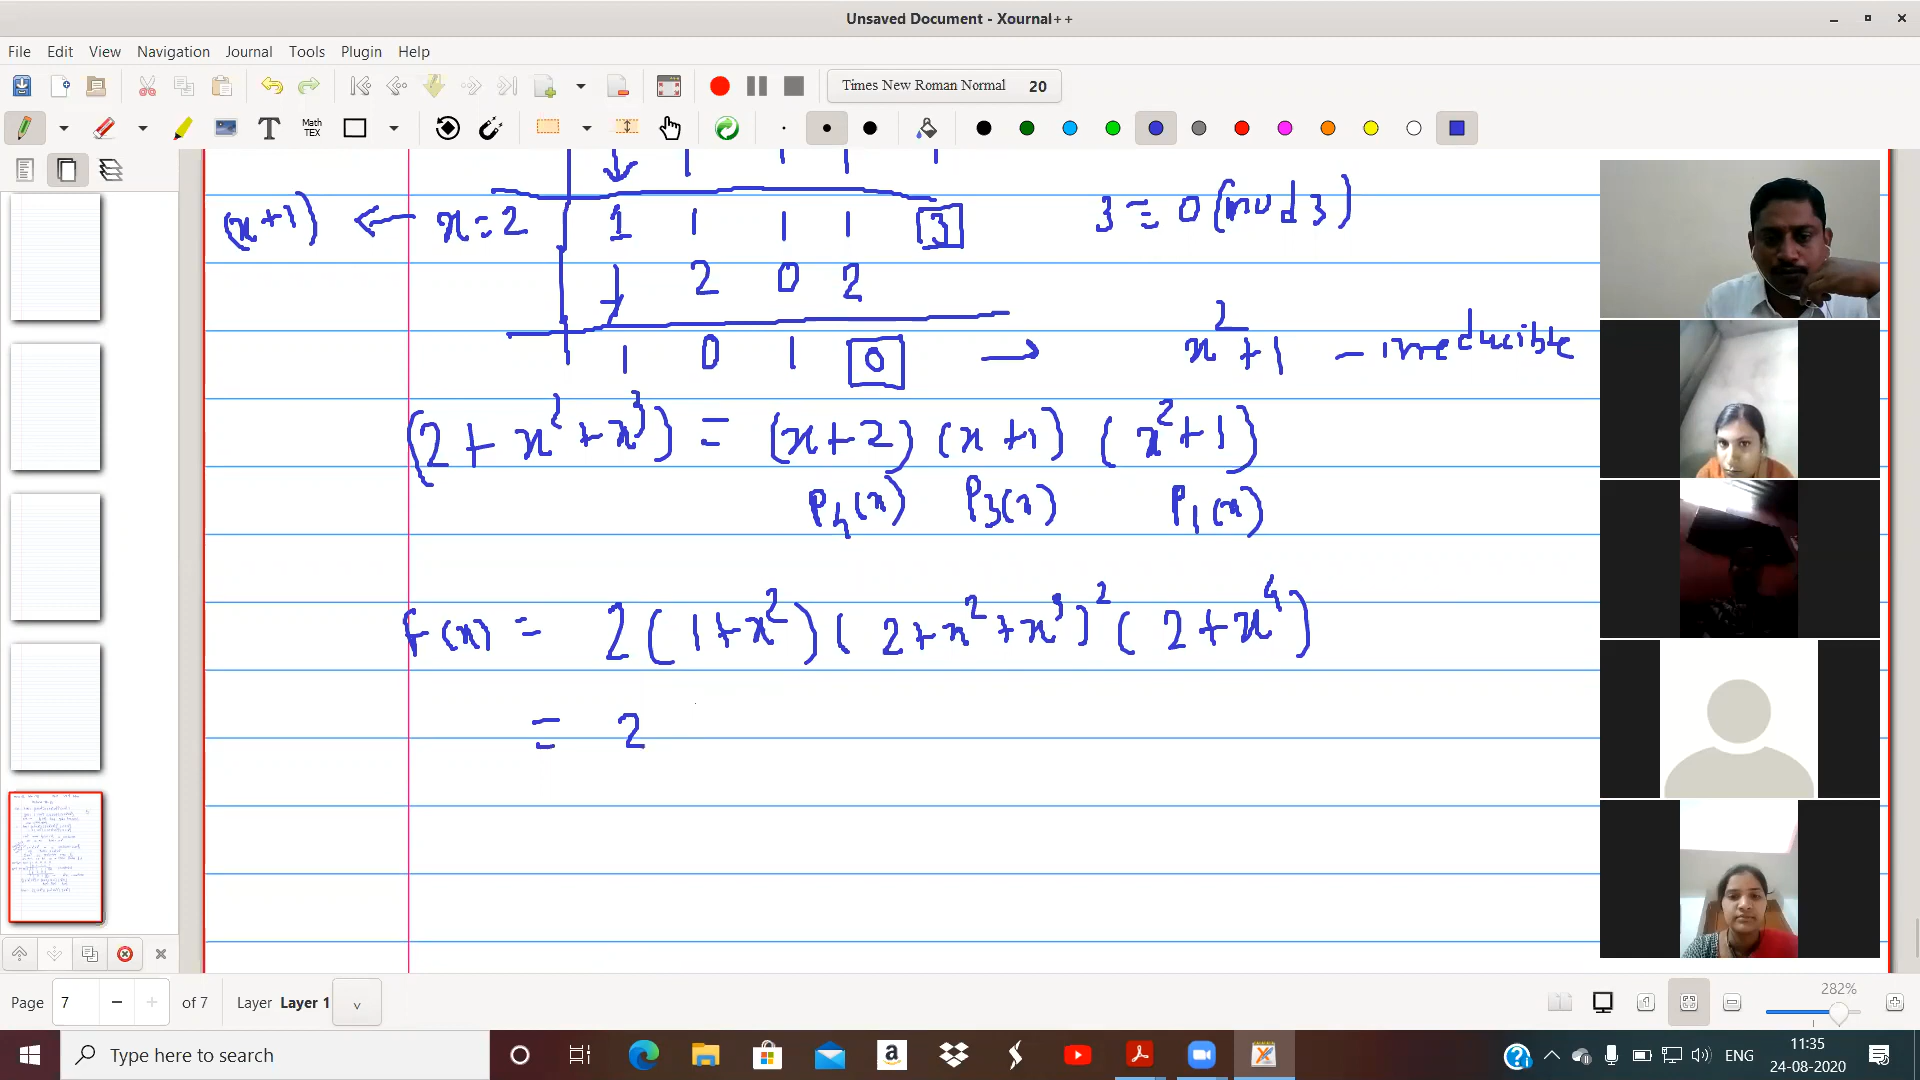 Unsaved Document - Xournal++
File Edit View Navigation Journal Tools Plugin Help
Times New Roman Normal 20
Math TEX
(x+1) ← x=2 1 1 1 1 3 3 ≡ 0 (mod 3)
1 2 0 2
1 0 1 0 → x²+1 - irreducible
(2 + x² + x³) = (x+2) (x+1) (x²+1)
P₄(x) P₃(x) P₁(x)
f(x) = 2 (1+x²) ( 2+x²+x³)² ( 2+x⁴)
= 2
Page 7 of 7 Layer Layer 1
282%
Type here to search
ENG
11:35
24-08-2020